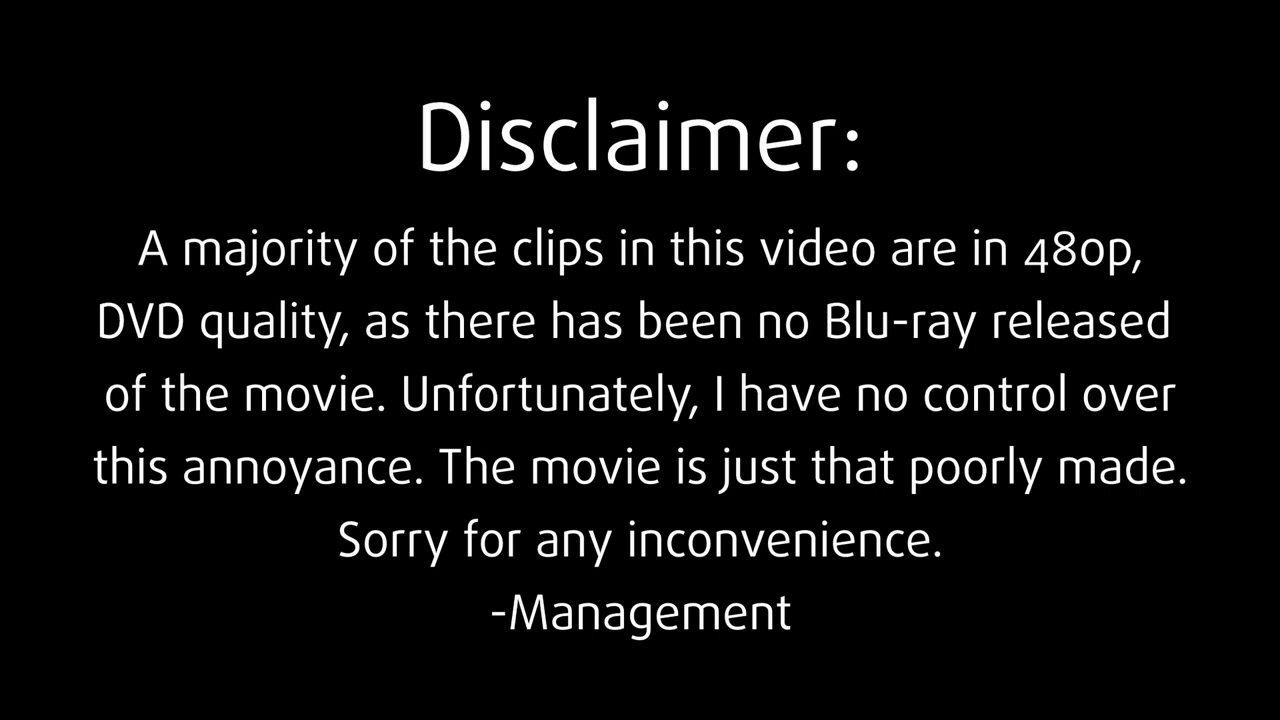 Disclaimer:
A majority of the clips in this video are in 480p,
DVD quality, as there has been no Blu-ray released
of the movie. Unfortunately, I have no control over
this annoyance. The movie is just that poorly made.
Sorry for any inconvenience.
-Management